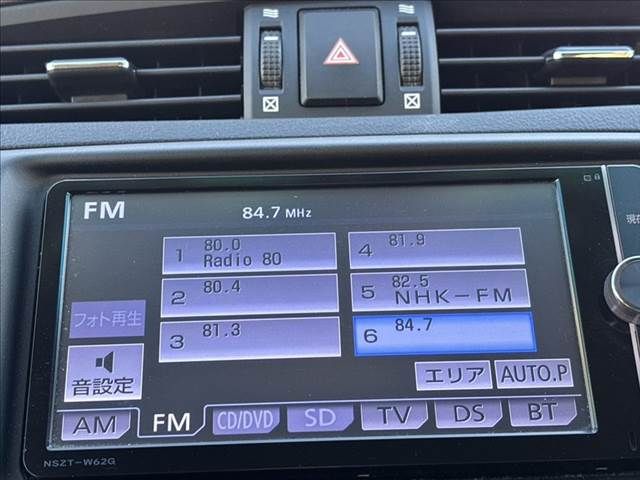 FM
84.7 MHz
1 80.0 Radio 80
2 80.4
3 81.3
4 81.9
5 82.5 NHK-FM
6 84.7
フォト再生
音設定
エリア
AUTO.P
AM
FM
CD/DVD
SD
TV
DS
BT
NSZT-W62G
現在